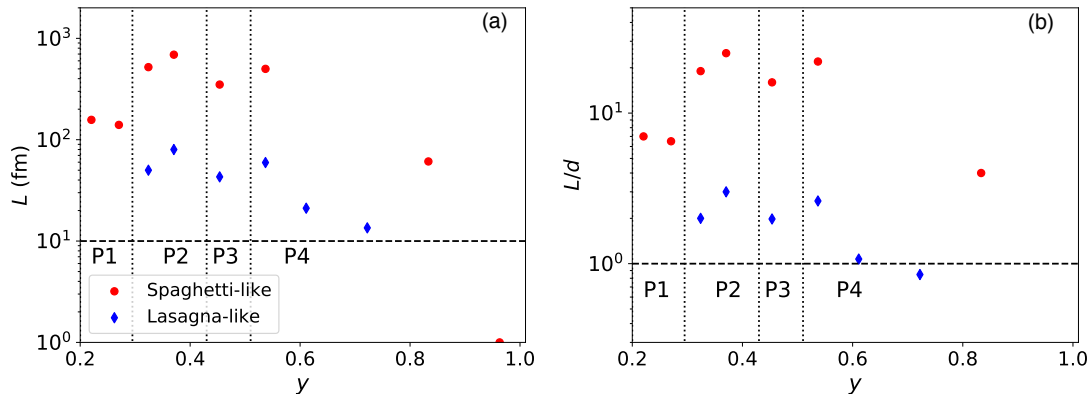 (a)
10³
10²
10¹
10⁰
L (fm)
P1 P2 P3 P4
Spaghetti-like
Lasagna-like
0.2 0.4 0.6 0.8 1.0
y
(b)
10¹
10⁰
L/d
P1 P2 P3 P4
0.2 0.4 0.6 0.8 1.0
y